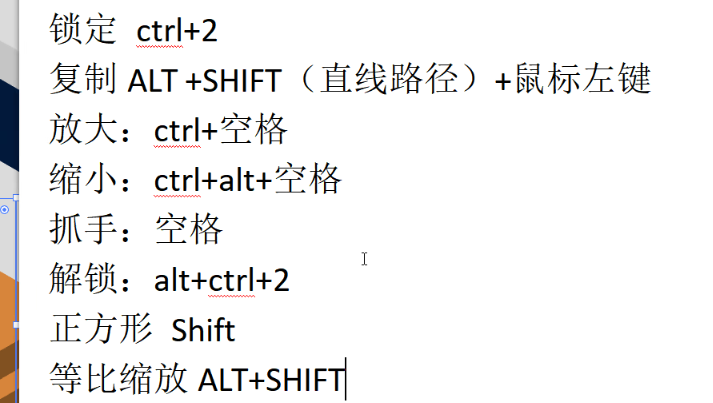 锁定  ctrl+2
复制 ALT +SHIFT（直线路径）+鼠标左键
放大：ctrl+空格
缩小：ctrl+alt+空格
抓手：空格
解锁：alt+ctrl+2
正方形  Shift
等比缩放 ALT+SHIFT